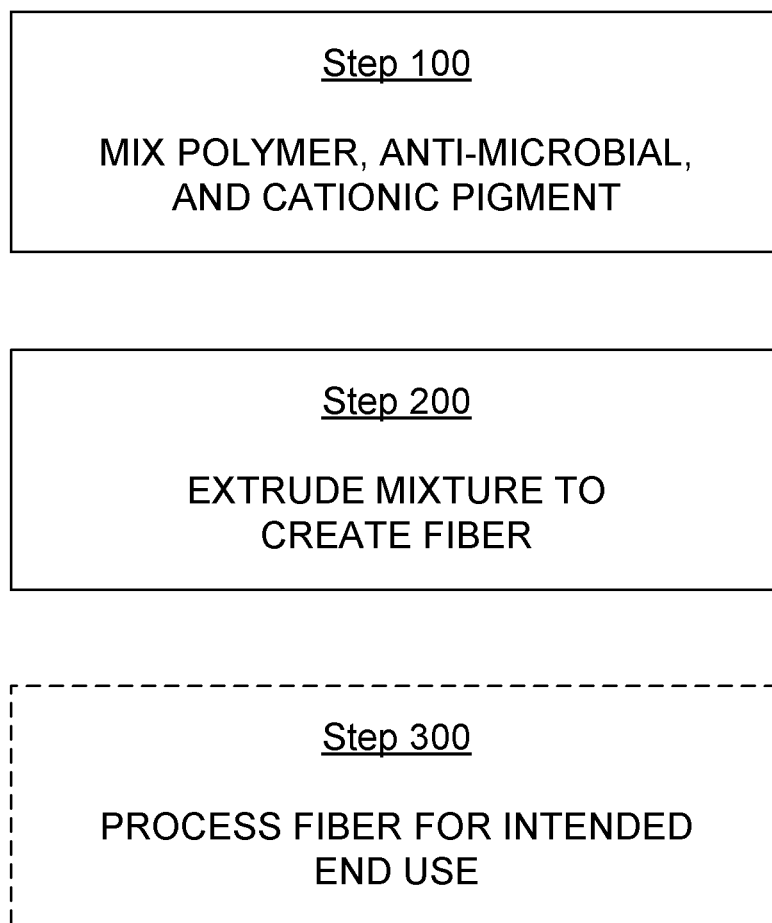 Step 100
MIX POLYMER, ANTI-MICROBIAL,
AND CATIONIC PIGMENT
Step 200
EXTRUDE MIXTURE TO
CREATE FIBER
Step 300
PROCESS FIBER FOR INTENDED
END USE